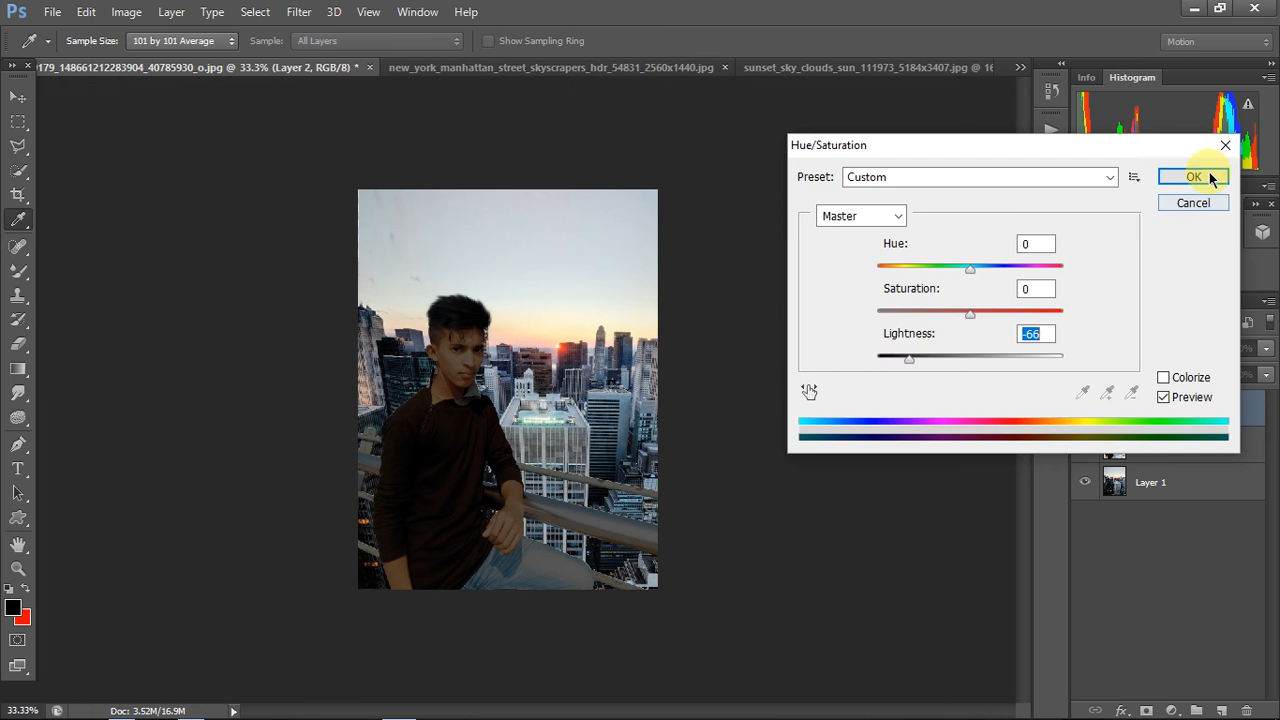 Ps File Edit Image Layer Type Select Filter 3D View Window Help
Sample Size: 101 by 101 Average Sample: All Layers Show Sampling Ring Motion
179_148661212283904_40785930_o.jpg @ 33.3% (Layer 2, RGB/8) * × new_york_manhattan_street_skyscrapers_hdr_54831_2560x1440.jpg × sunset_sky_clouds_sun_111973_5184x3407.jpg @ 16
Info Histogram
Hue/Saturation
Preset: Custom OK
Cancel
Master
Hue: 0
Saturation: 0
Lightness: -66
Colorize
Preview
Layer 1
33.33% Doc: 3.52M/16.9M